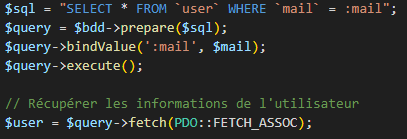 $sql = "SELECT * FROM `user` WHERE `mail` = :mail";
$query = $bdd->prepare($sql);
$query->bindValue(':mail', $mail);
$query->execute();
// Récupérer les informations de l'utilisateur
$user = $query->fetch(PDO::FETCH_ASSOC);